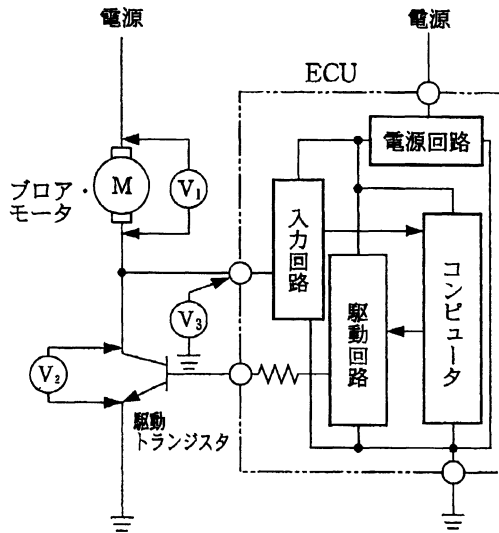 電源
電源
ECU
電源回路
ブロア・
モータ
M
V1
入力回路
コンピュータ
駆動回路
V3
V2
駆動
トランジスタ